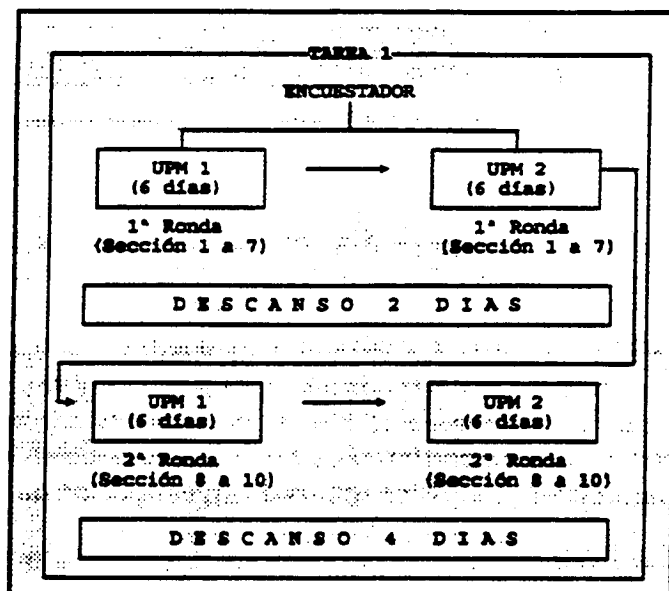 TAREA 1
ENCUESTADOR
UPM 1
(6 días)
UPM 2
(6 días)
1ª Ronda
(Sección 1 a 7)
1ª Ronda
(Sección 1 a 7)
DESCANSO 2 DIAS
UPM 1
(6 días)
UPM 2
(6 días)
2ª Ronda
(Sección 8 a 10)
2ª Ronda
(Sección 8 a 10)
DESCANSO 4 DIAS